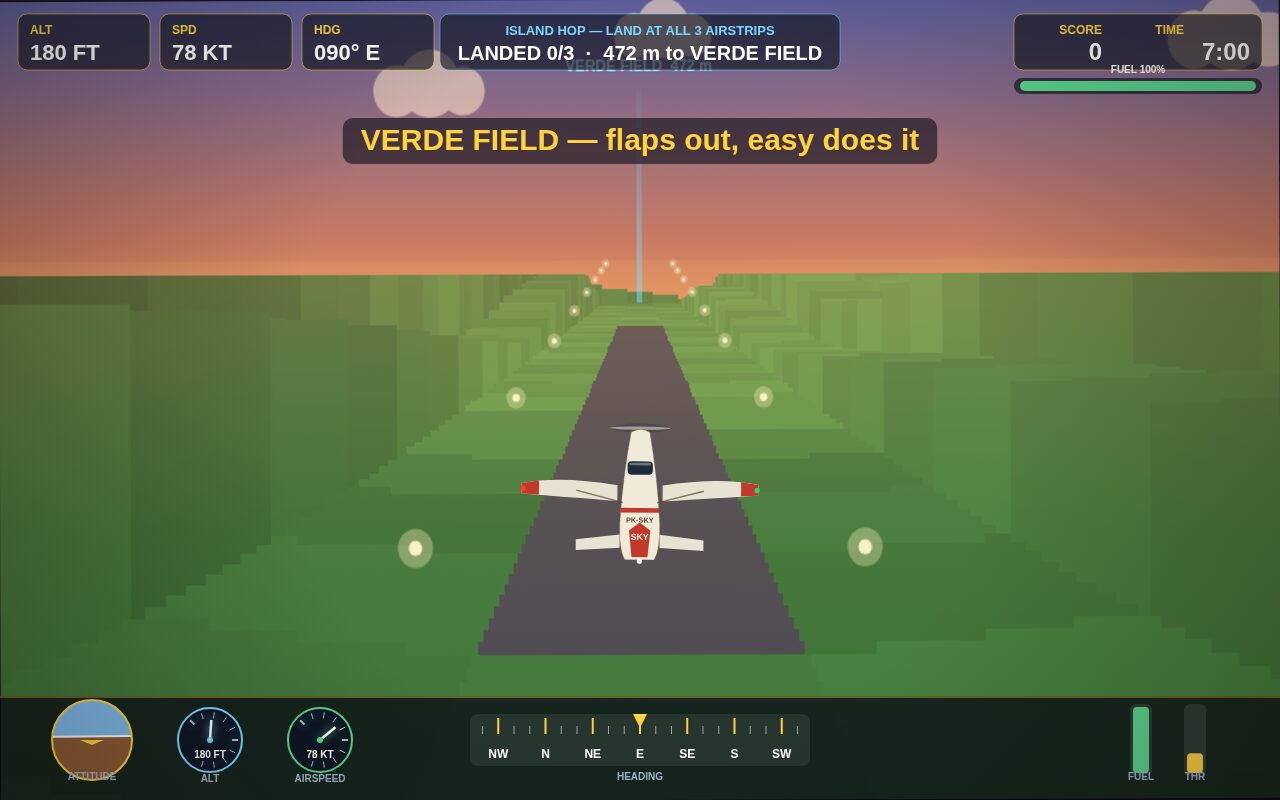 ALT
180 FT
SPD
78 KT
HDG
090° E
ISLAND HOP — LAND AT ALL 3 AIRSTRIPS
LANDED 0/3 · 472 m to VERDE FIELD
VERDE FIELD 472 m
SCORE
0
TIME
7:00
FUEL 100%
VERDE FIELD — flaps out, easy does it
PK-SKY
SKY
ATTITUDE
180 FT
ALT
78 KT
AIRSPEED
NW N NE E SE S SW
HEADING
FUEL
THR